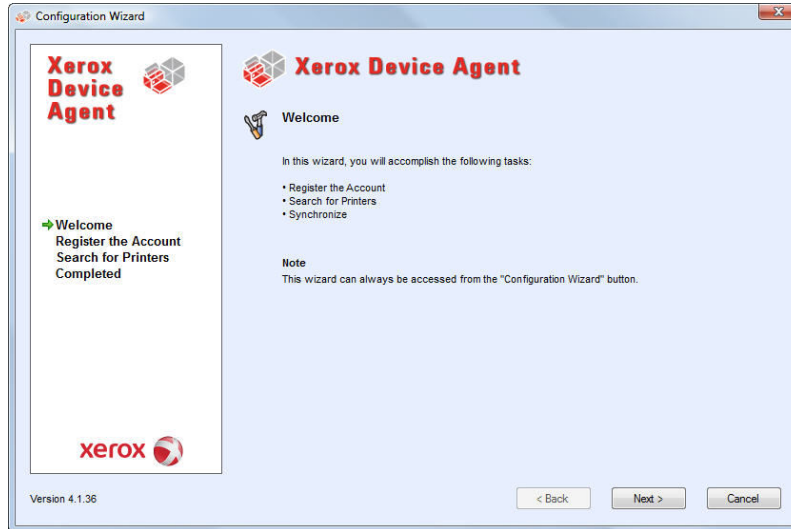 Configuration Wizard
Xerox
Device
Agent
Welcome
Register the Account
Search for Printers
Completed
xerox
Xerox Device Agent
Welcome
In this wizard, you will accomplish the following tasks:
• Register the Account
• Search for Printers
• Synchronize
Note
This wizard can always be accessed from the "Configuration Wizard" button.
Version 4.1.36
< Back
Next >
Cancel